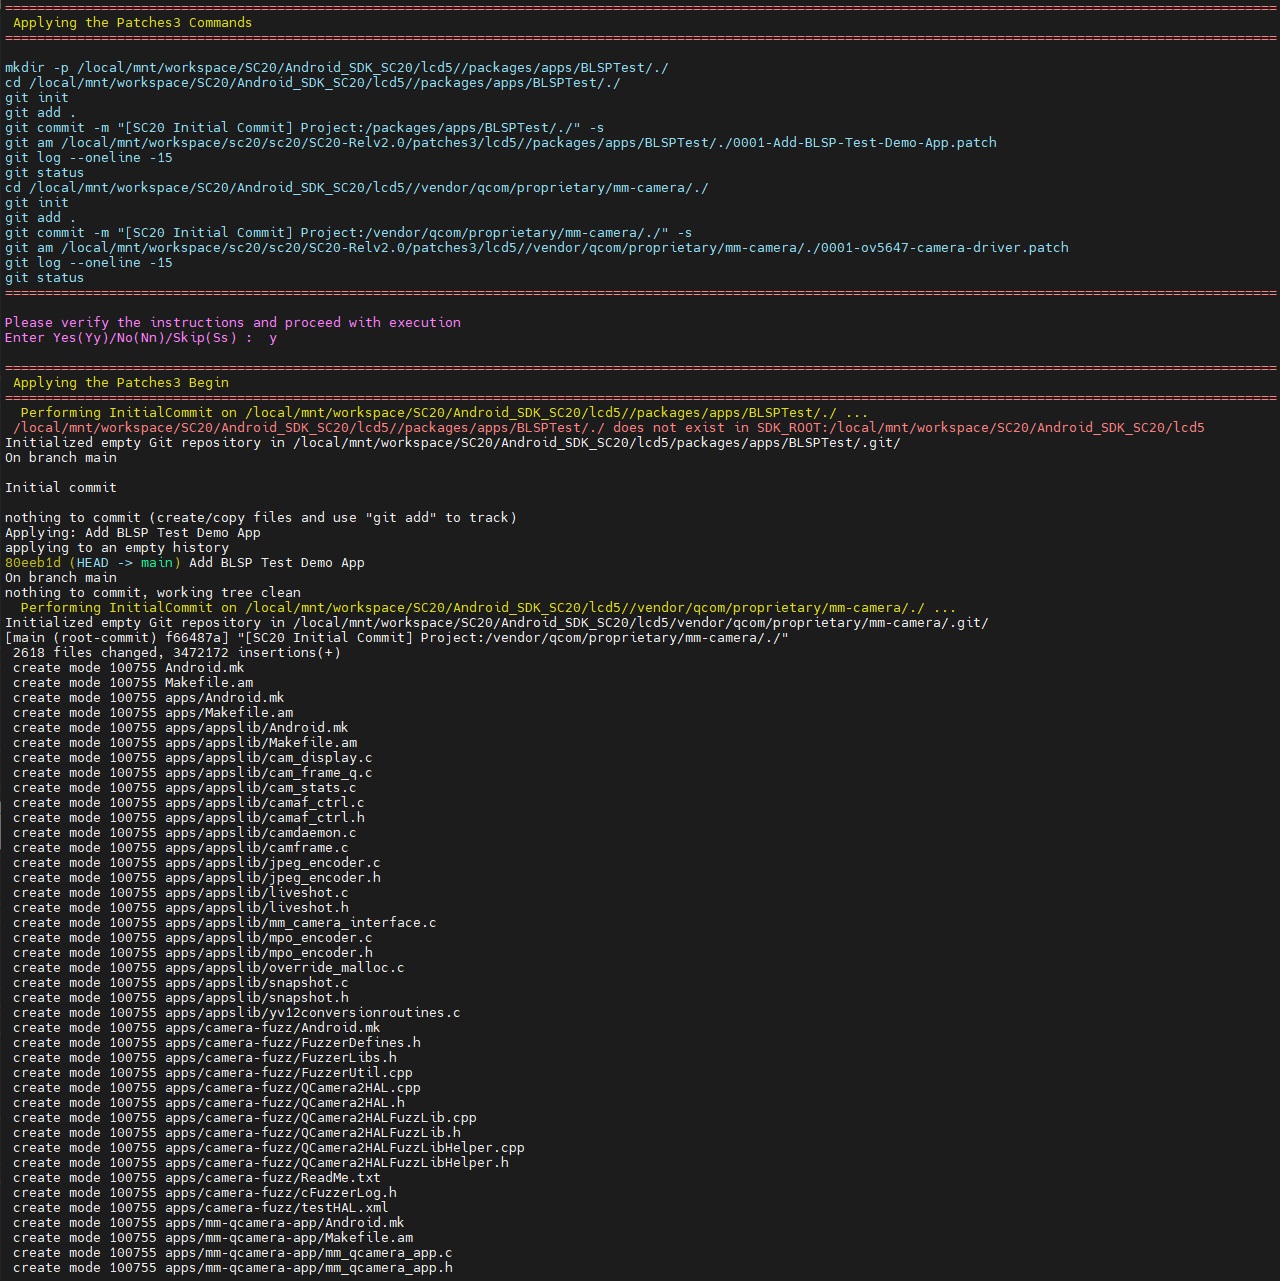 ================================================================================
 Applying the Patches3 Commands
================================================================================
mkdir -p /local/mnt/workspace/SC20/Android_SDK_SC20/lcd5//packages/apps/BLSPTest/./
cd /local/mnt/workspace/SC20/Android_SDK_SC20/lcd5//packages/apps/BLSPTest/./
git init
git add .
git commit -m "[SC20 Initial Commit] Project:/packages/apps/BLSPTest/./" -s
git am /local/mnt/workspace/sc20/sc20/SC20-Relv2.0/patches3/lcd5//packages/apps/BLSPTest/./0001-Add-BLSP-Test-Demo-App.patch
git log --oneline -15
git status
cd /local/mnt/workspace/SC20/Android_SDK_SC20/lcd5//vendor/qcom/proprietary/mm-camera/./
git init
git add .
git commit -m "[SC20 Initial Commit] Project:/vendor/qcom/proprietary/mm-camera/./" -s
git am /local/mnt/workspace/sc20/sc20/SC20-Relv2.0/patches3/lcd5//vendor/qcom/proprietary/mm-camera/./0001-ov5647-camera-driver.patch
git log --oneline -15
git status
================================================================================
Please verify the instructions and proceed with execution
Enter Yes(Yy)/No(Nn)/Skip(Ss) :  y
================================================================================
 Applying the Patches3 Begin
================================================================================
  Performing InitialCommit on /local/mnt/workspace/SC20/Android_SDK_SC20/lcd5//packages/apps/BLSPTest/./ ...
 /local/mnt/workspace/SC20/Android_SDK_SC20/lcd5//packages/apps/BLSPTest/./ does not exist in SDK_ROOT:/local/mnt/workspace/SC20/Android_SDK_SC20/lcd5
Initialized empty Git repository in /local/mnt/workspace/SC20/Android_SDK_SC20/lcd5/packages/apps/BLSPTest/.git/
On branch main
Initial commit
nothing to commit (create/copy files and use "git add" to track)
Applying: Add BLSP Test Demo App
applying to an empty history
80eeb1d (HEAD -> main) Add BLSP Test Demo App
On branch main
nothing to commit, working tree clean
  Performing InitialCommit on /local/mnt/workspace/SC20/Android_SDK_SC20/lcd5//vendor/qcom/proprietary/mm-camera/./ ...
Initialized empty Git repository in /local/mnt/workspace/SC20/Android_SDK_SC20/lcd5/vendor/qcom/proprietary/mm-camera/.git/
[main (root-commit) f66487a] "[SC20 Initial Commit] Project:/vendor/qcom/proprietary/mm-camera/./"
 2618 files changed, 3472172 insertions(+)
 create mode 100755 Android.mk
 create mode 100755 Makefile.am
 create mode 100755 apps/Android.mk
 create mode 100755 apps/Makefile.am
 create mode 100755 apps/appslib/Android.mk
 create mode 100755 apps/appslib/Makefile.am
 create mode 100755 apps/appslib/cam_display.c
 create mode 100755 apps/appslib/cam_frame_q.c
 create mode 100755 apps/appslib/cam_stats.c
 create mode 100755 apps/appslib/camaf_ctrl.c
 create mode 100755 apps/appslib/camaf_ctrl.h
 create mode 100755 apps/appslib/camdaemon.c
 create mode 100755 apps/appslib/camframe.c
 create mode 100755 apps/appslib/jpeg_encoder.c
 create mode 100755 apps/appslib/jpeg_encoder.h
 create mode 100755 apps/appslib/liveshot.c
 create mode 100755 apps/appslib/liveshot.h
 create mode 100755 apps/appslib/mm_camera_interface.c
 create mode 100755 apps/appslib/mpo_encoder.c
 create mode 100755 apps/appslib/mpo_encoder.h
 create mode 100755 apps/appslib/override_malloc.c
 create mode 100755 apps/appslib/snapshot.c
 create mode 100755 apps/appslib/snapshot.h
 create mode 100755 apps/appslib/yv12conversionroutines.c
 create mode 100755 apps/camera-fuzz/Android.mk
 create mode 100755 apps/camera-fuzz/FuzzerDefines.h
 create mode 100755 apps/camera-fuzz/FuzzerLibs.h
 create mode 100755 apps/camera-fuzz/FuzzerUtil.cpp
 create mode 100755 apps/camera-fuzz/QCamera2HAL.cpp
 create mode 100755 apps/camera-fuzz/QCamera2HAL.h
 create mode 100755 apps/camera-fuzz/QCamera2HALFuzzLib.cpp
 create mode 100755 apps/camera-fuzz/QCamera2HALFuzzLib.h
 create mode 100755 apps/camera-fuzz/QCamera2HALFuzzLibHelper.cpp
 create mode 100755 apps/camera-fuzz/QCamera2HALFuzzLibHelper.h
 create mode 100755 apps/camera-fuzz/ReadMe.txt
 create mode 100755 apps/camera-fuzz/cFuzzerLog.h
 create mode 100755 apps/camera-fuzz/testHAL.xml
 create mode 100755 apps/mm-qcamera-app/Android.mk
 create mode 100755 apps/mm-qcamera-app/Makefile.am
 create mode 100755 apps/mm-qcamera-app/mm_qcamera_app.c
 create mode 100755 apps/mm-qcamera-app/mm_qcamera_app.h